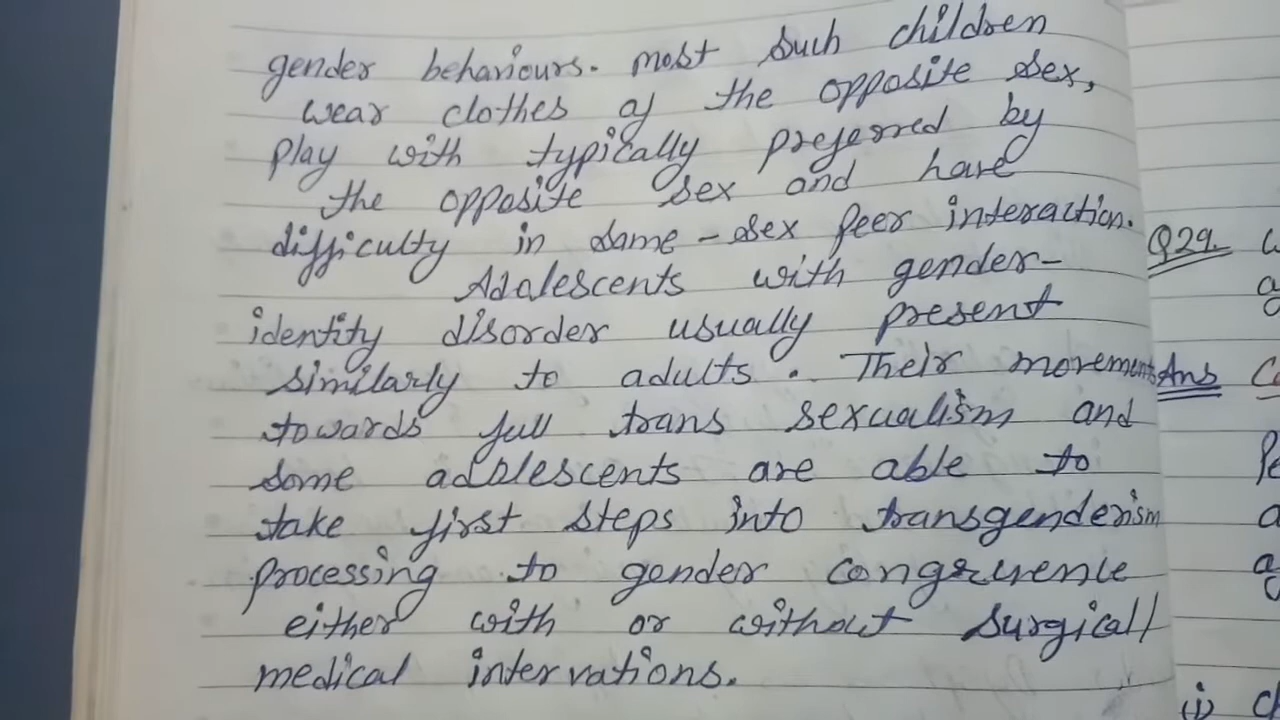 gender behaviours. most such children
wear clothes of the opposite sex,
play with typically preferred by
the opposite sex and have
difficulty in same-sex peer interaction.
Adolescents with gender-
identity disorder usually present
similarly to adults. Their movement
towards full trans sexualism and
some adolescents are able to
take first steps into transgenderism
processing to gender congruence
either with or without surgical/
medical intervations.
Q29.
Ans
(i)